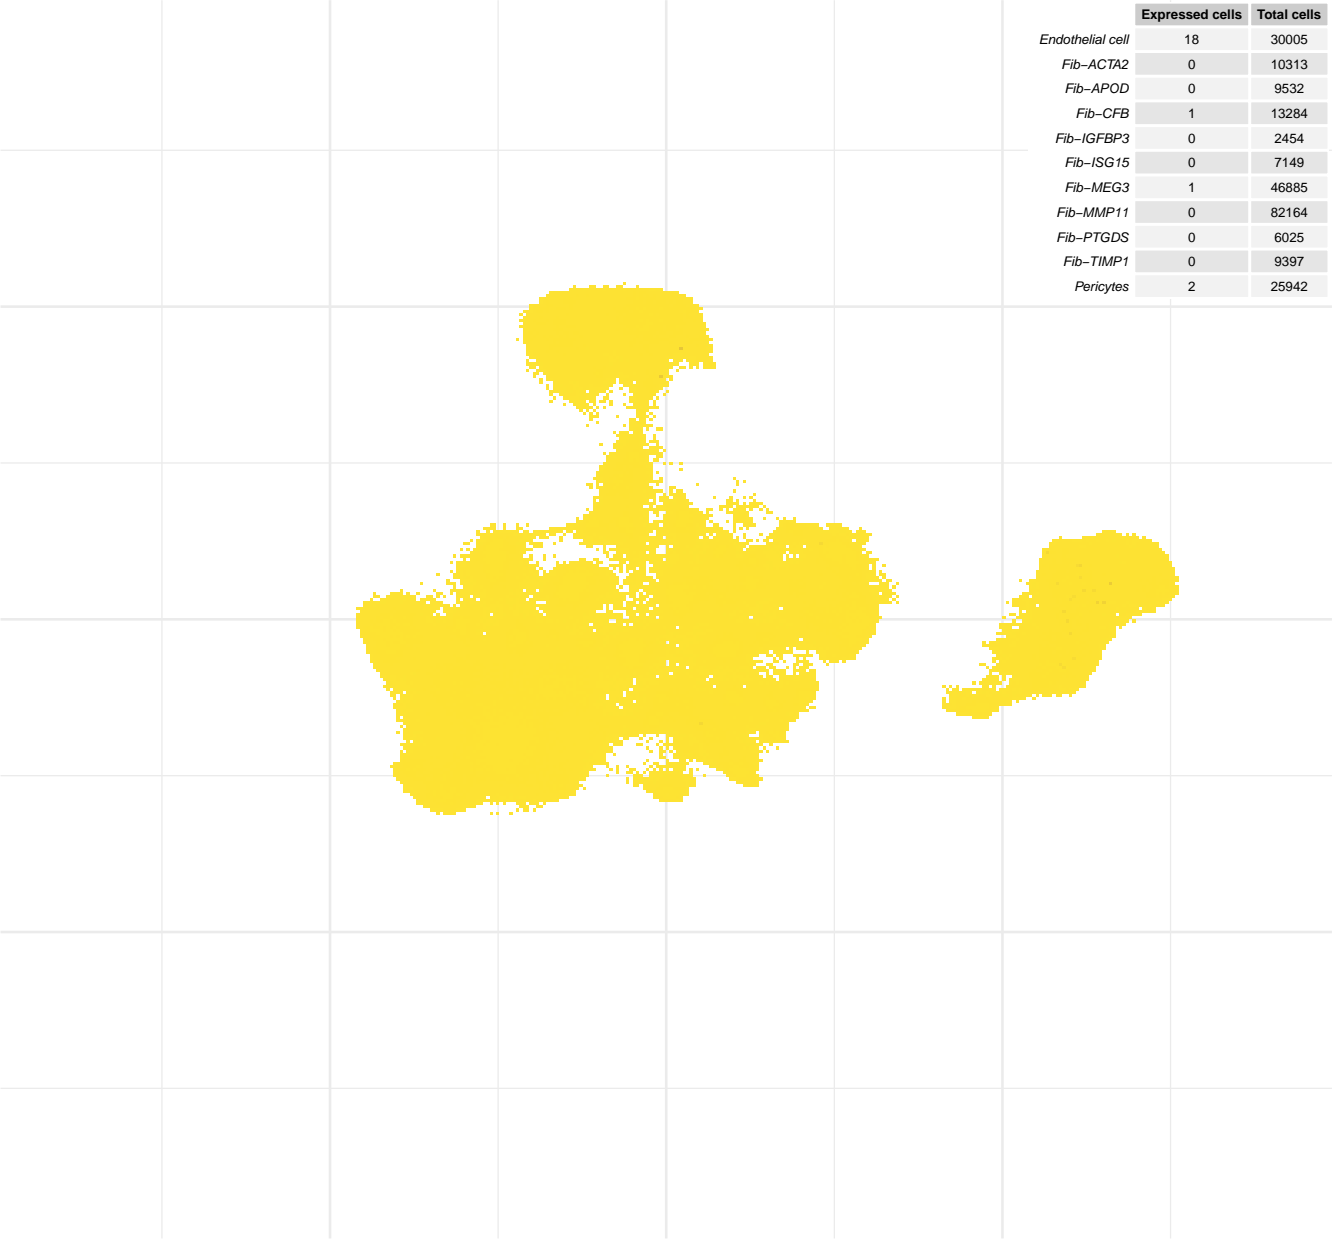 Expressed cells Total cells
Endothelial cell 18 30005
Fib−ACTA2 0 10313
Fib−APOD 0 9532
Fib−CFB 1 13284
Fib−IGFBP3 0 2454
Fib−ISG15 0 7149
Fib−MEG3 1 46885
Fib−MMP11 0 82164
Fib−PTGDS 0 6025
Fib−TIMP1 0 9397
Pericytes 2 25942